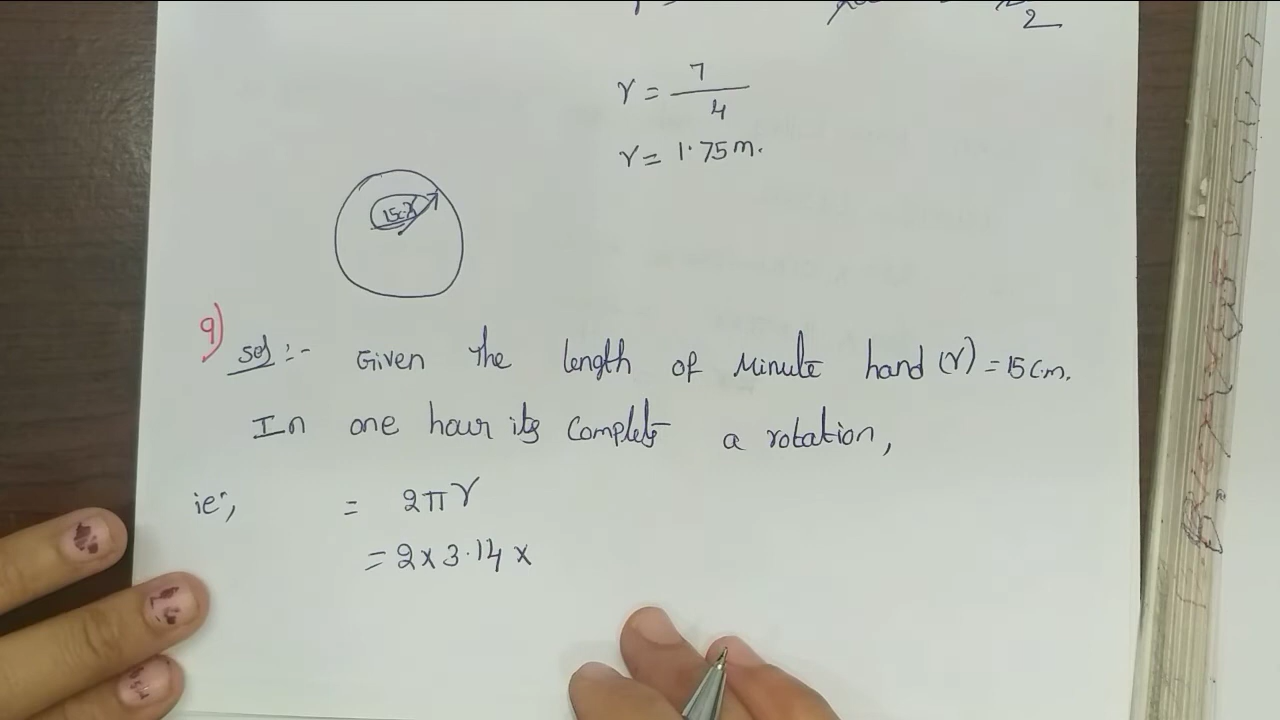 2
r = 7/4
r = 1.75 m.
9)
Sol :- Given the length of Minute hand (r) = 15 cm.
In one hour its Complete a rotation,
ie:, = 2πr
= 2 x 3.14 x